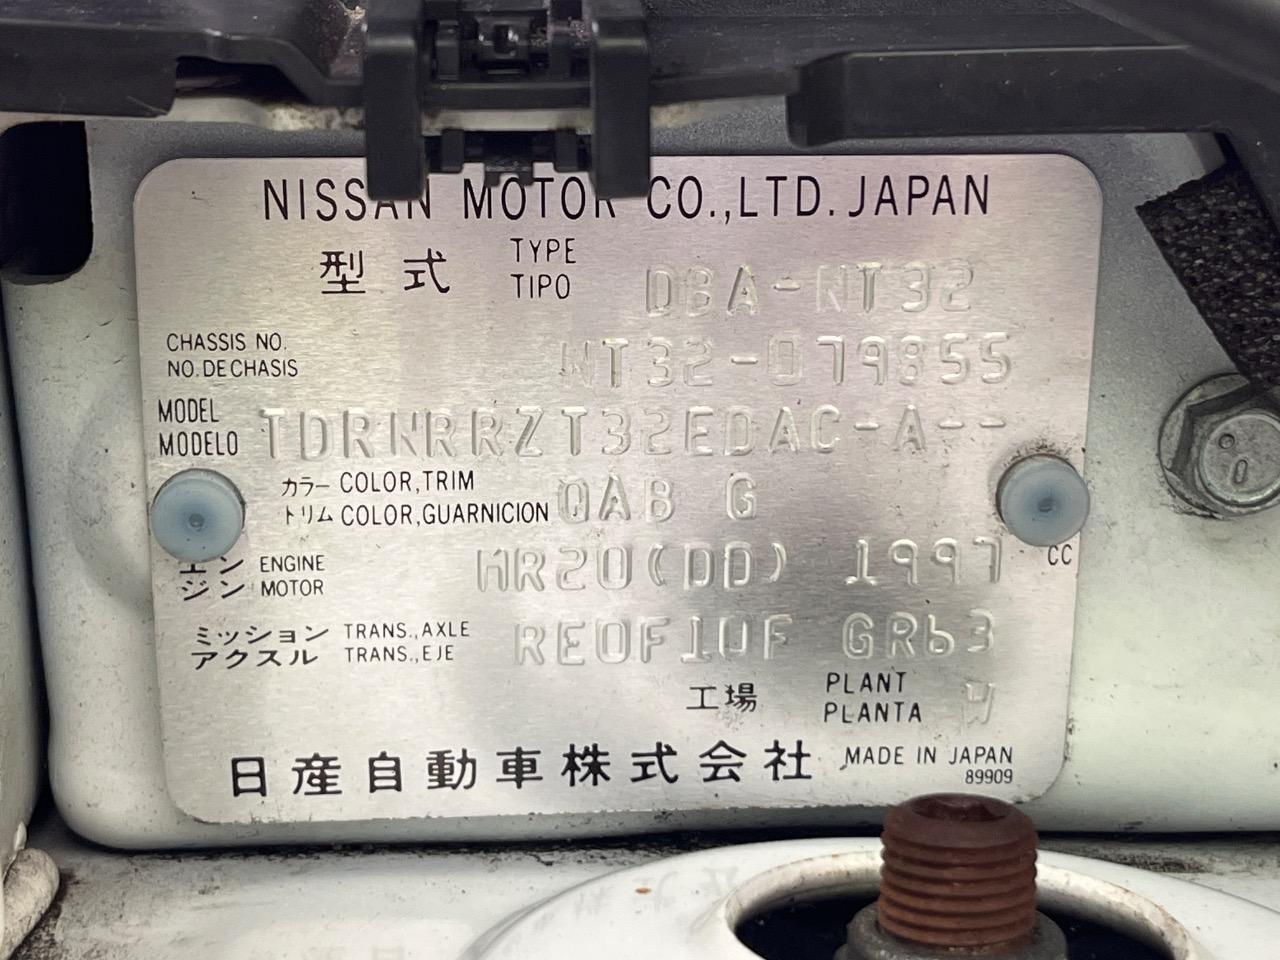 NISSAN MOTOR CO.,LTD. JAPAN
型式 TYPE TIPO DBA-NT32
CHASSIS NO. NO. DE CHASIS NT32-079855
MODEL MODELO TDRNRRZT32EDAC-A--
カラー COLOR,TRIM
トリム COLOR,GUARNICION QAB G
エン ENGINE
ジン MOTOR MR20(DD) 1997 CC
ミッション TRANS.,AXLE
アクスル TRANS.,EJE RE0F10F GR63
工場 PLANT PLANTA W
日産自動車株式会社 MADE IN JAPAN
89909